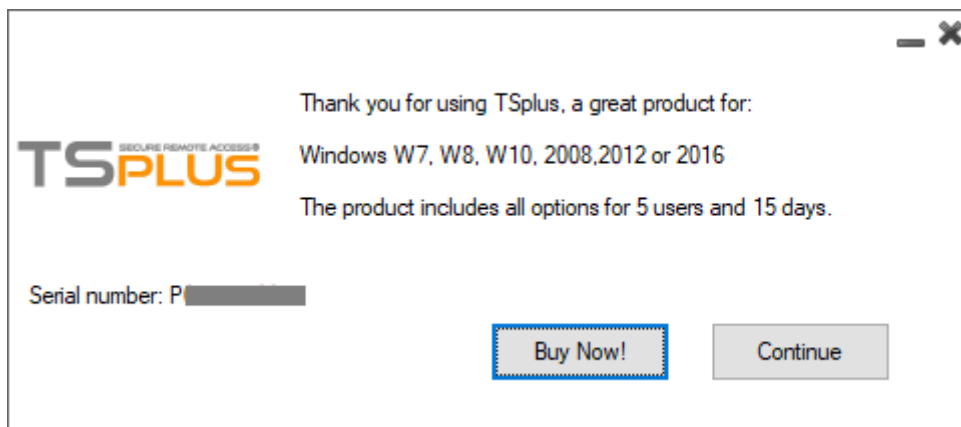 Thank you for using TSplus, a great product for:
SECURE REMOTE ACCESS®
TSPLUS
Windows W7, W8, W10, 2008,2012 or 2016
The product includes all options for 5 users and 15 days.
Serial number: P
Buy Now!
Continue